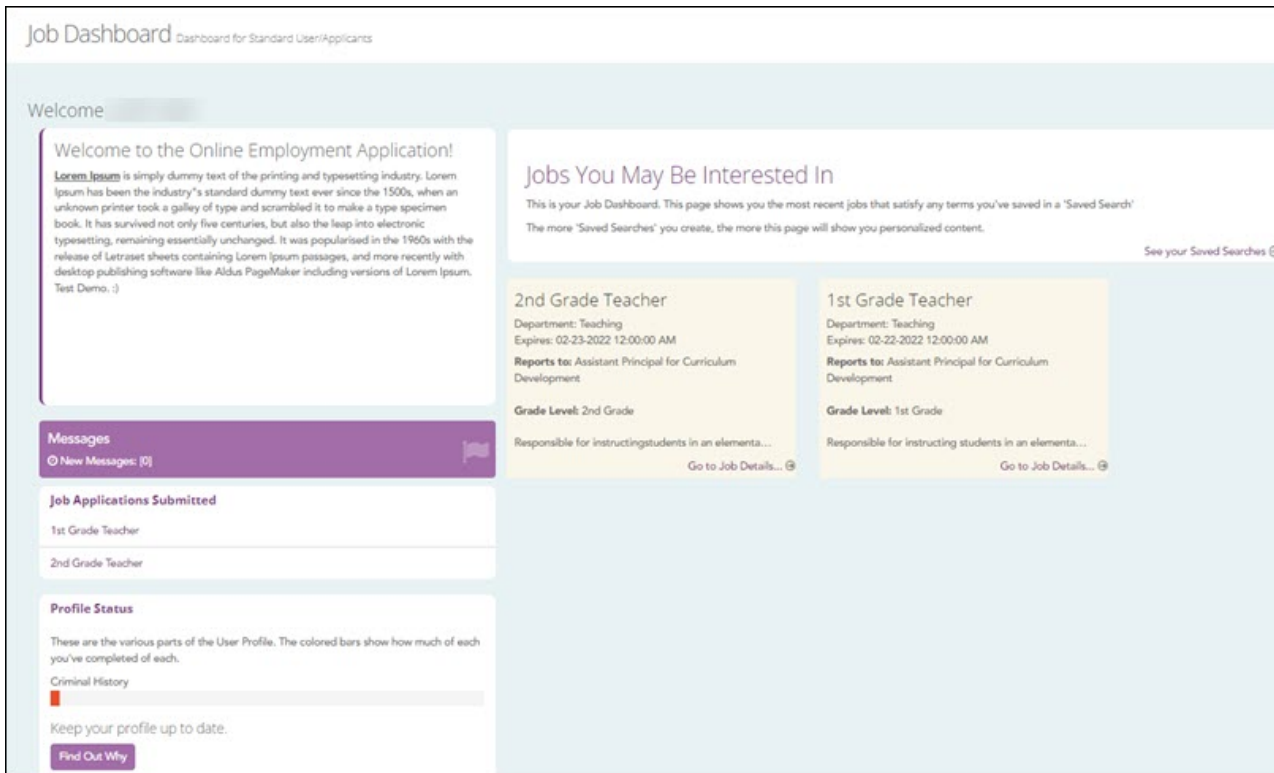 Job Dashboard Dashboard for Standard User/Applicants
Welcome
Welcome to the Online Employment Application!
Lorem Ipsum is simply dummy text of the printing and typesetting industry. Lorem
Ipsum has been the industry"s standard dummy text ever since the 1500s, when an
unknown printer took a galley of type and scrambled it to make a type specimen
book. It has survived not only five centuries, but also the leap into electronic
typesetting, remaining essentially unchanged. It was popularised in the 1960s with the
release of Letraset sheets containing Lorem Ipsum passages, and more recently with
desktop publishing software like Aldus PageMaker including versions of Lorem Ipsum.
Test Demo. :)
Messages
New Messages: [0]
Job Applications Submitted
1st Grade Teacher
2nd Grade Teacher
Profile Status
These are the various parts of the User Profile. The colored bars show how much of each
you've completed of each.
Criminal History
Keep your profile up to date.
Find Out Why
Jobs You May Be Interested In
This is your Job Dashboard. This page shows you the most recent jobs that satisfy any terms you've saved in a 'Saved Search'
The more 'Saved Searches' you create, the more this page will show you personalized content.
See your Saved Searches
2nd Grade Teacher
Department: Teaching
Expires: 02-23-2022 12:00:00 AM
Reports to: Assistant Principal for Curriculum
Development
Grade Level: 2nd Grade
Responsible for instructingstudents in an elementa...
Go to Job Details...
1st Grade Teacher
Department: Teaching
Expires: 02-22-2022 12:00:00 AM
Reports to: Assistant Principal for Curriculum
Development
Grade Level: 1st Grade
Responsible for instructing students in an elementa...
Go to Job Details...